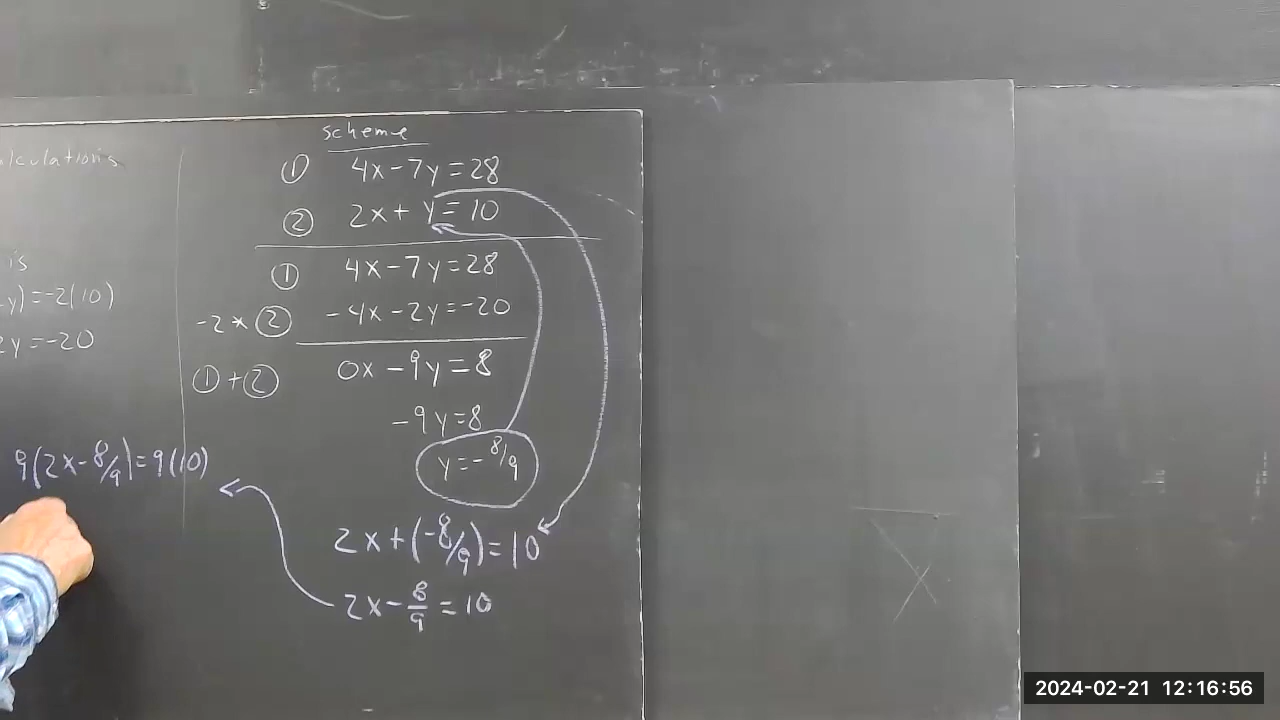 scheme
① 4x-7y=28
② 2x+y=10
① 4x-7y=28
-2*② -4x-2y=-20
①+② 0x-9y=8
-9y=8
y=-8/9
2x+(-8/9)=10
2x-8/9=10
alculations
is
-y)=-2(10)
2y=-20
9(2x-8/9)=9(10)
2024-02-21 12:16:56